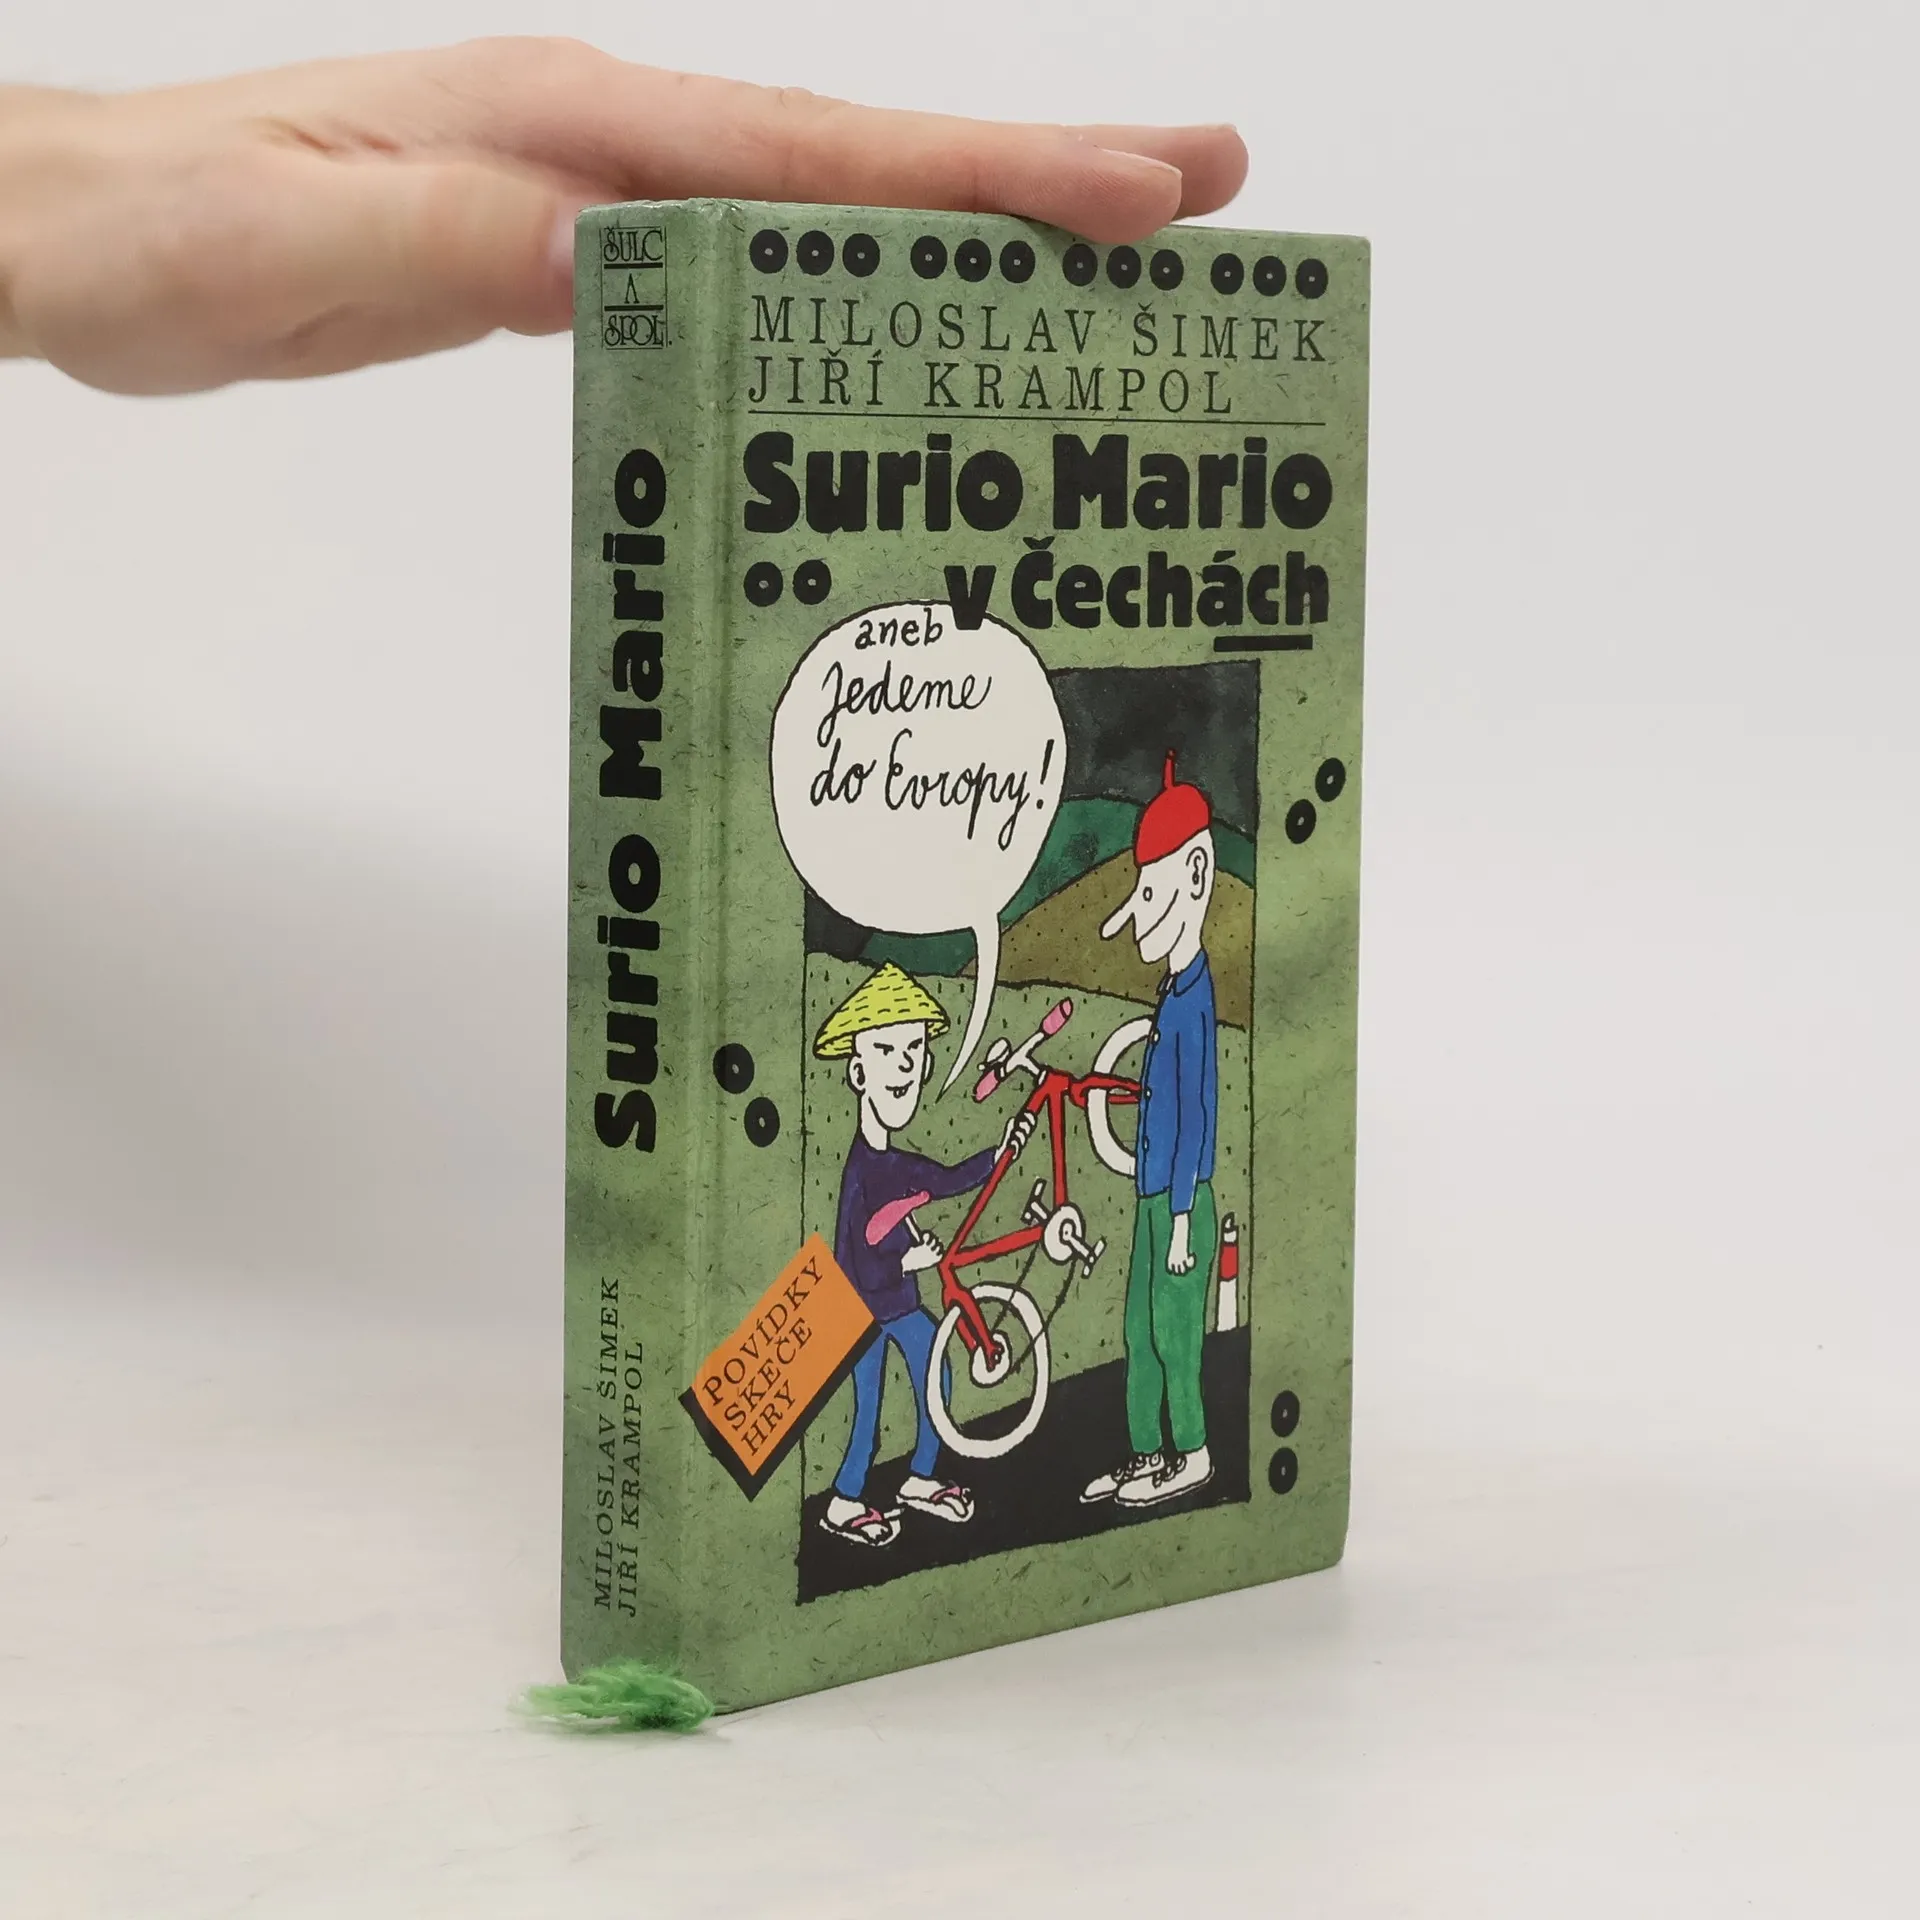 ŠULC
A
SPOL.
Surio Mario
MILOSLAV ŠIMEK
JIŘÍ KRAMPOL
MILOSLAV ŠIMEK
JIŘÍ KRAMPOL
Surio Mario
v Čechách
aneb
Jedeme
do Evropy!
POVÍDKY
SKEČE
HRY